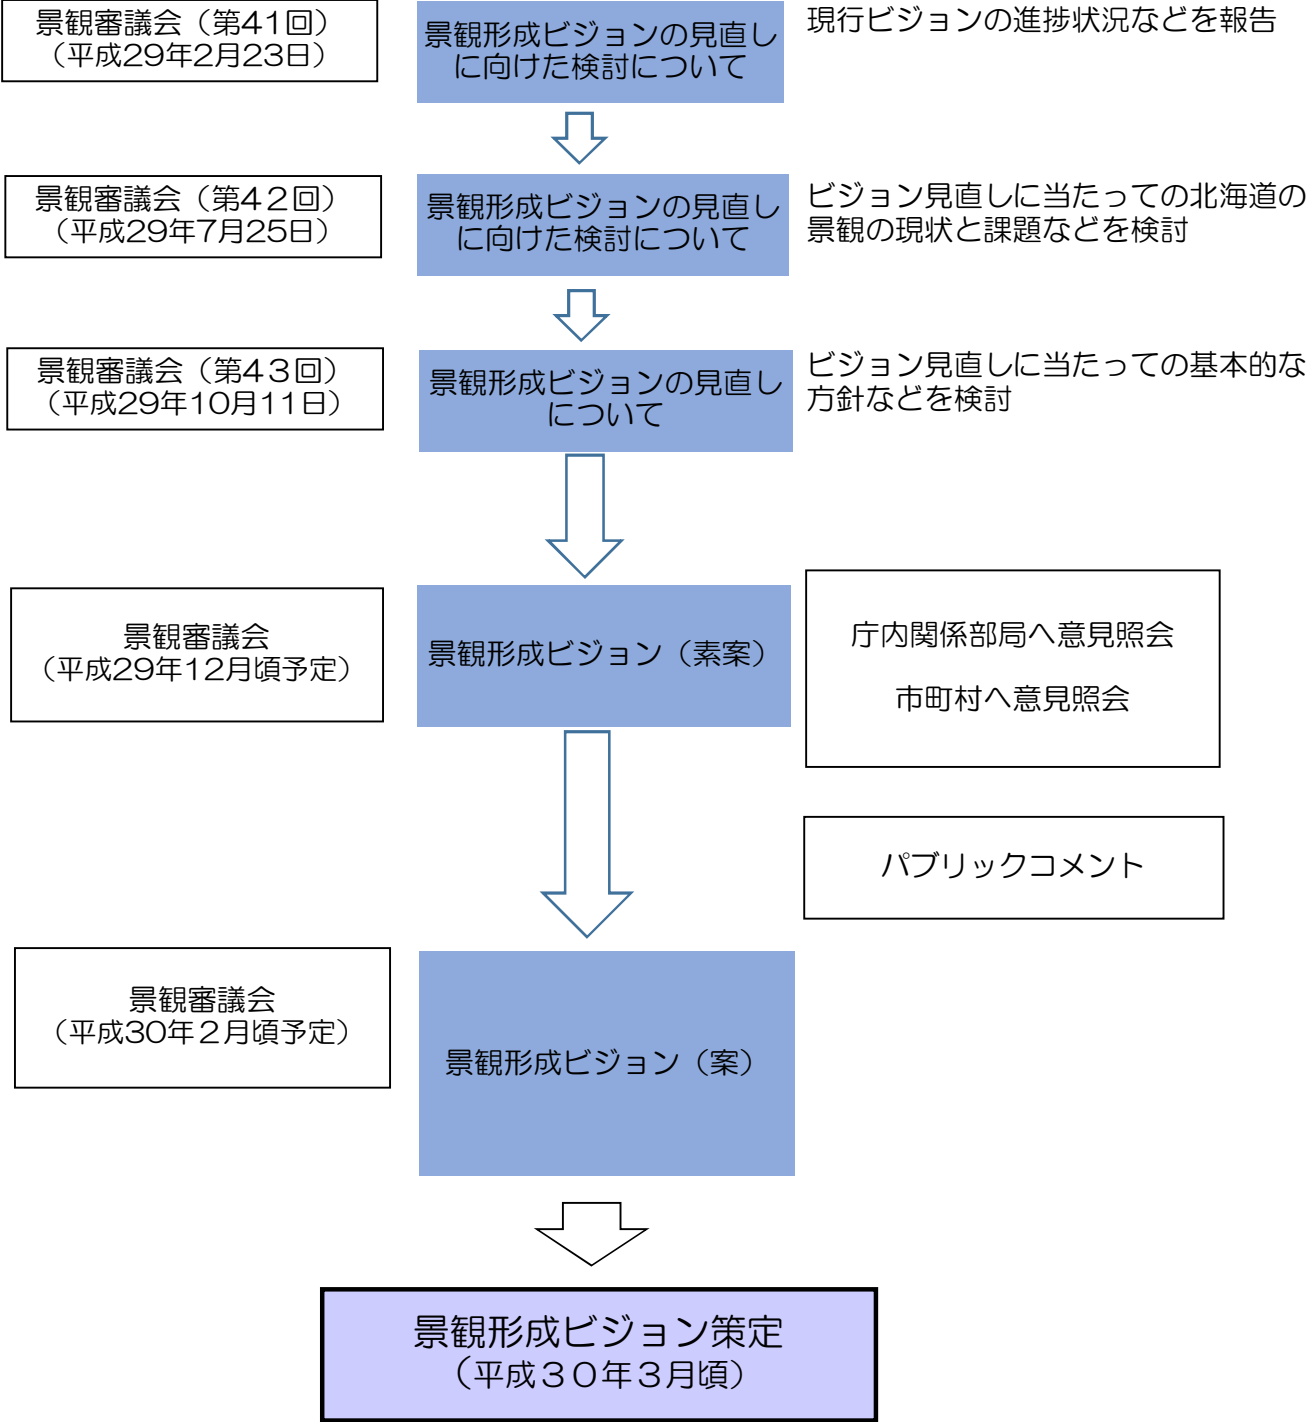 景観審議会（第41回）
（平成29年2月23日）
景観形成ビジョンの見直し
に向けた検討について
現行ビジョンの進捗状況などを報告
景観審議会（第４２回）
（平成29年7月25日）
景観形成ビジョンの見直し
に向けた検討について
ビジョン見直しに当たっての北海道の
景観の現状と課題などを検討
景観審議会（第4３回）
（平成29年10月11日）
景観形成ビジョンの見直し
について
ビジョン見直しに当たっての基本的な
方針などを検討
景観審議会
（平成29年12月頃予定）
景観形成ビジョン（素案）
庁内関係部局へ意見照会
市町村へ意見照会
パブリックコメント
景観審議会
（平成30年２月頃予定）
景観形成ビジョン（案）
景観形成ビジョン策定
（平成３０年３月頃）